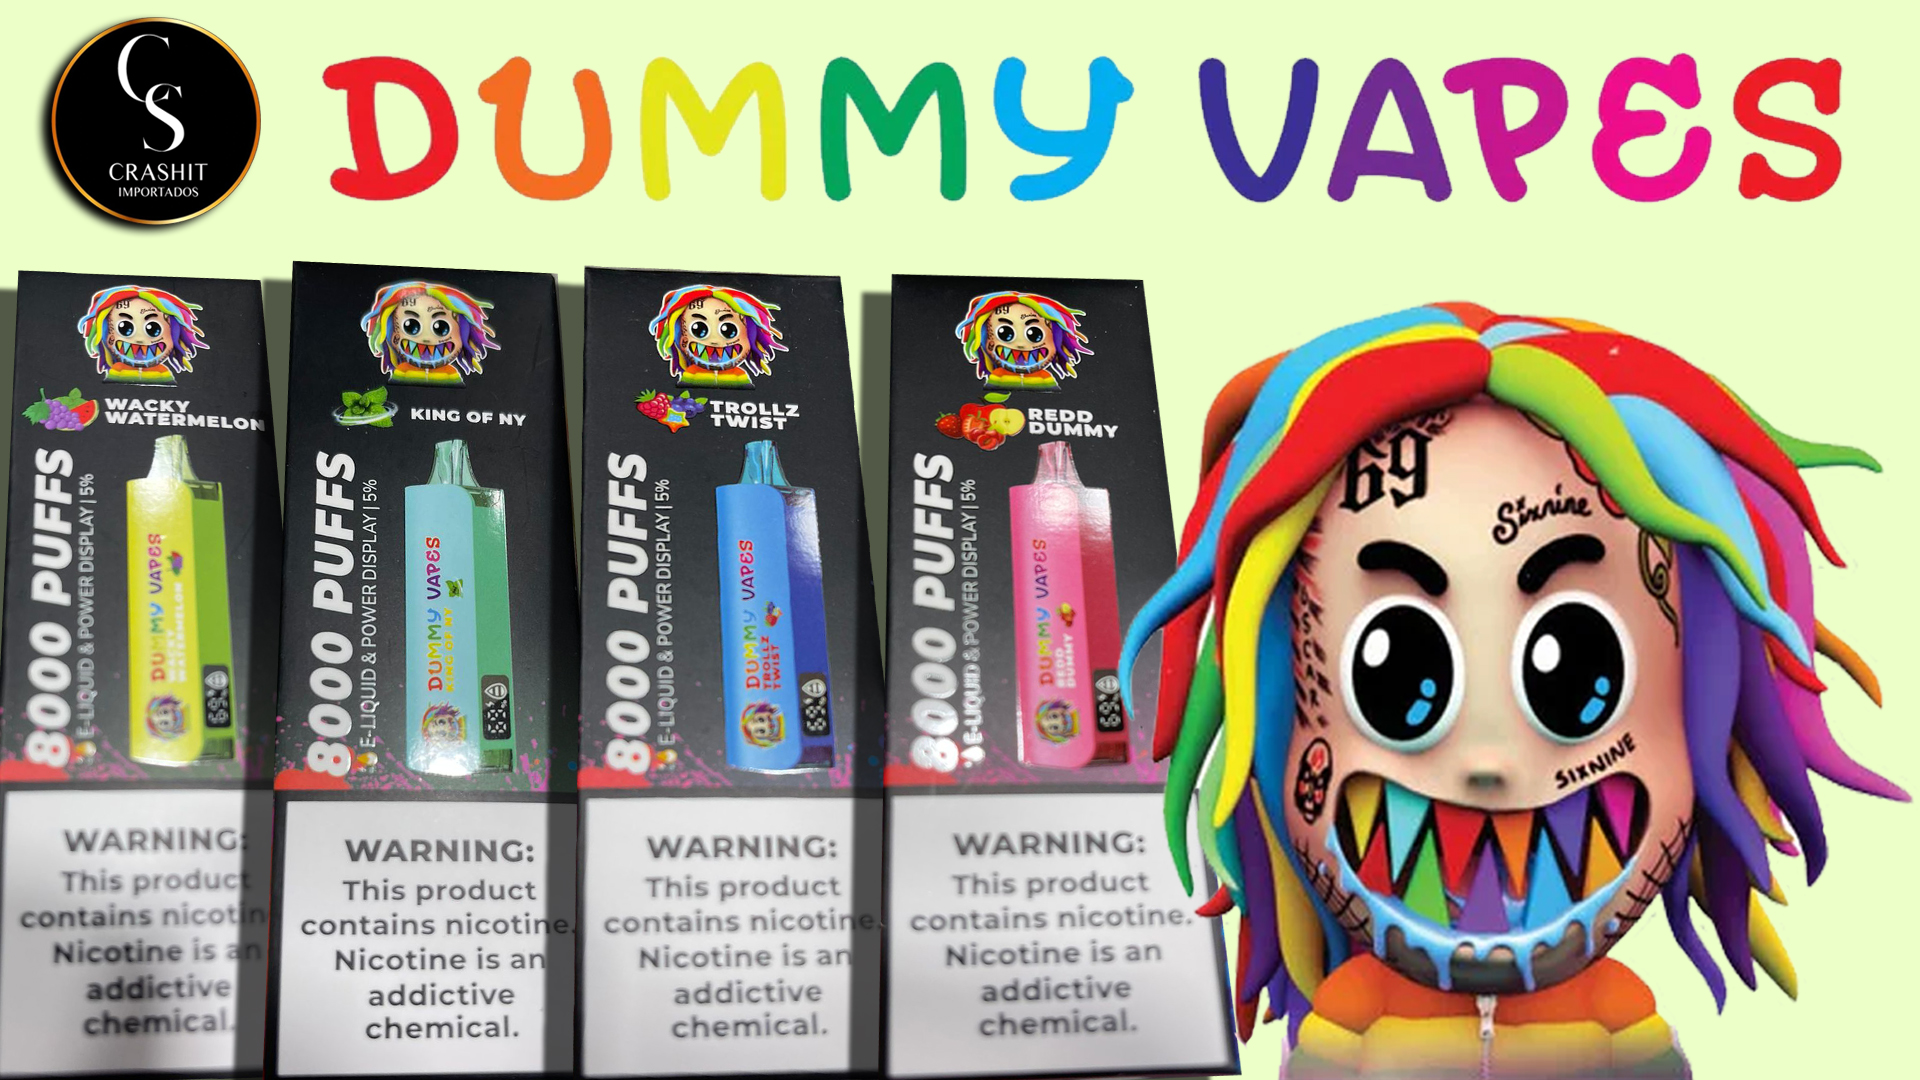 CS
CRASHIT
IMPORTADOS
DUMMY VAPES
WACKY
WATERMELON
8000 PUFFS
E-LIQUID & POWER DISPLAY | 5%
DUMMY VAPES
WACKY
WATERMELON
WARNING:
This product
contains nicotin
Nicotine is an
addictive
chemical.
KING OF NY
8000 PUFFS
E-LIQUID & POWER DISPLAY | 5%
DUMMY VAPES
KING OF NY
WARNING:
This product
contains nicotine.
Nicotine is an
addictive
chemical.
TROLLZ
TWIST
8000 PUFFS
E-LIQUID & POWER DISPLAY | 5%
DUMMY VAPES
TROLLZ
TWIST
WARNING:
This product
contains nicotine.
Nicotine is an
addictive
chemical.
REDD
DUMMY
8000 PUFFS
E-LIQUID & POWER DISPLAY | 5%
DUMMY VAPES
REDD
DUMMY
WARNING:
This product
contains nicotine.
Nicotine is an
addictive
chemical.
69
Sixnine
SIXNINE